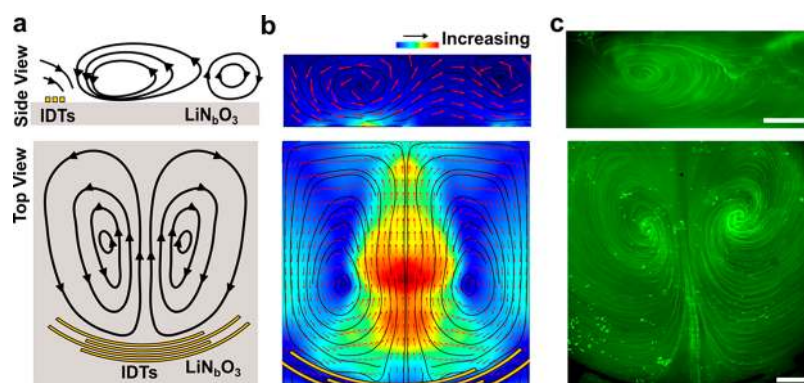 a
b
c
Increasing
Side View
IDTs
LiNbO3
Top View
IDTs
LiNbO3